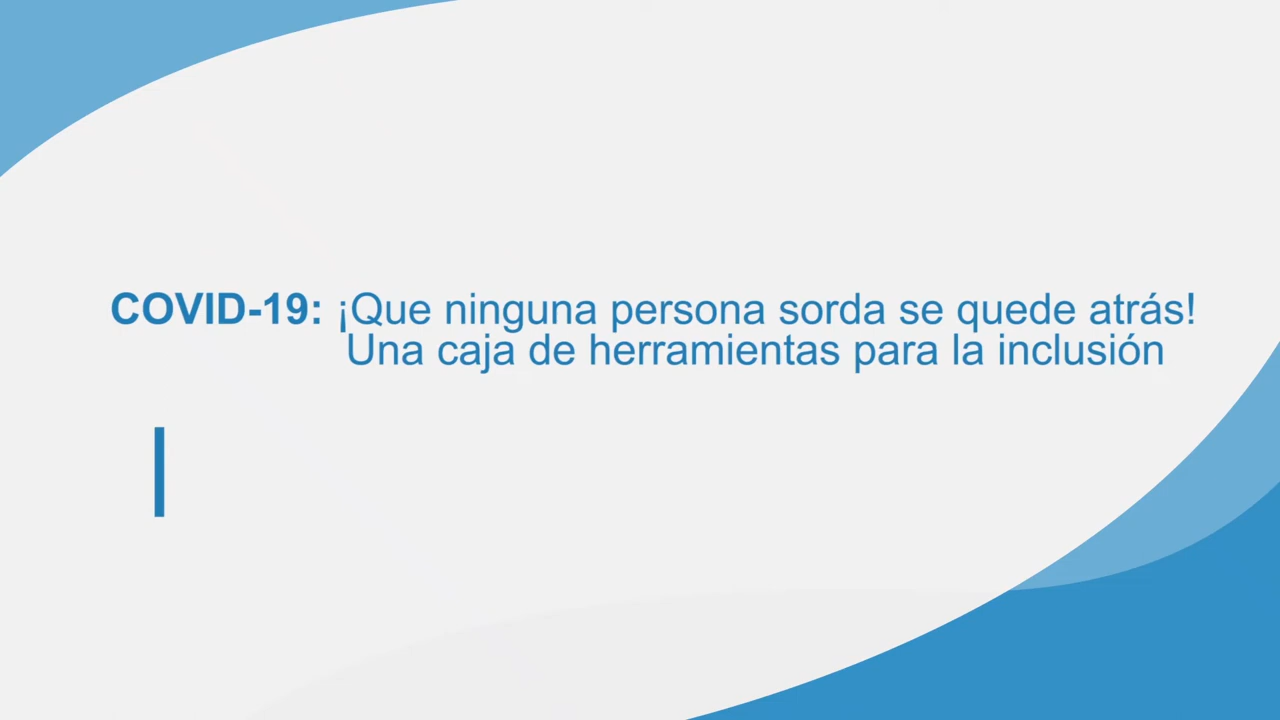 COVID-19: ¡Que ninguna persona sorda se quede atrás!
Una caja de herramientas para la inclusión